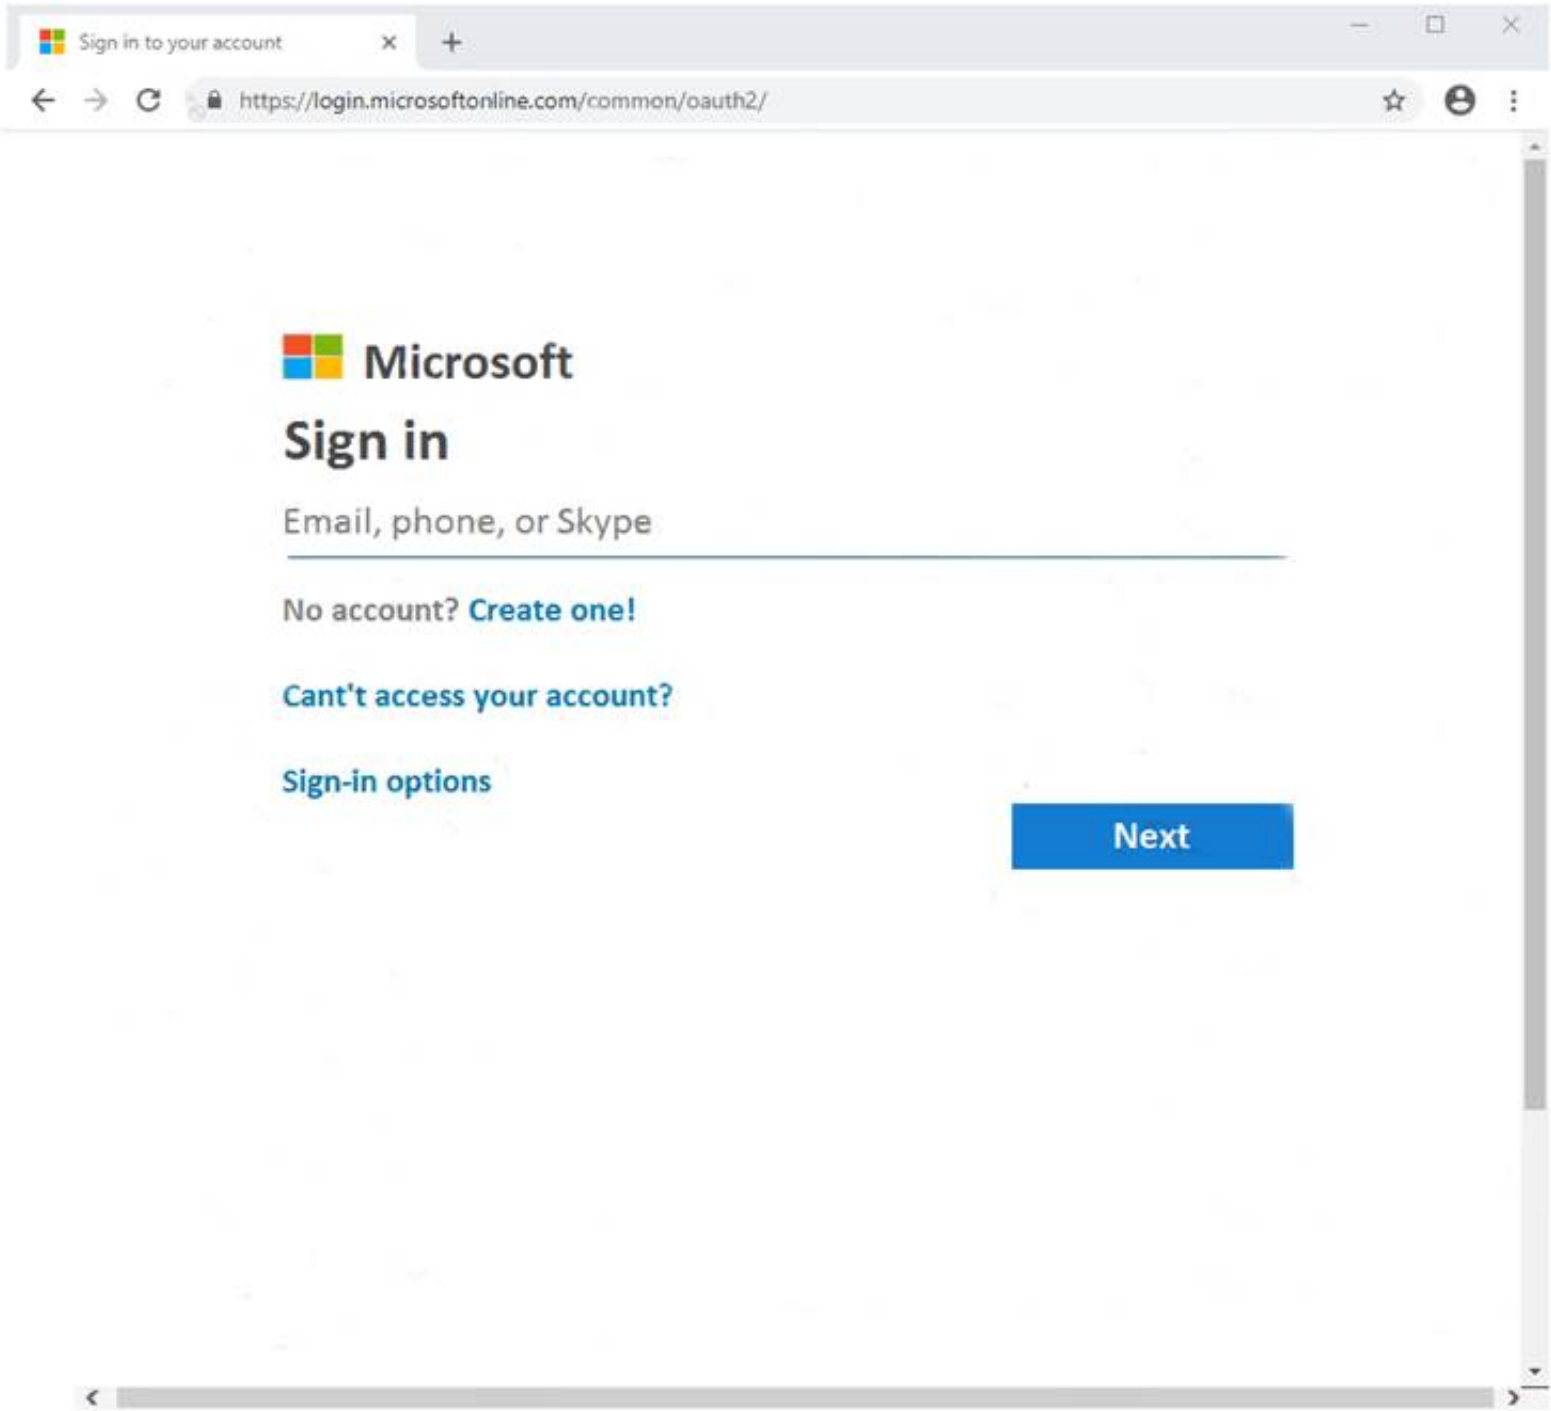 Sign in to your account
https://login.microsoftonline.com/common/oauth2/
Microsoft
Sign in
Email, phone, or Skype
No account? Create one!
Cant't access your account?
Sign-in options
Next